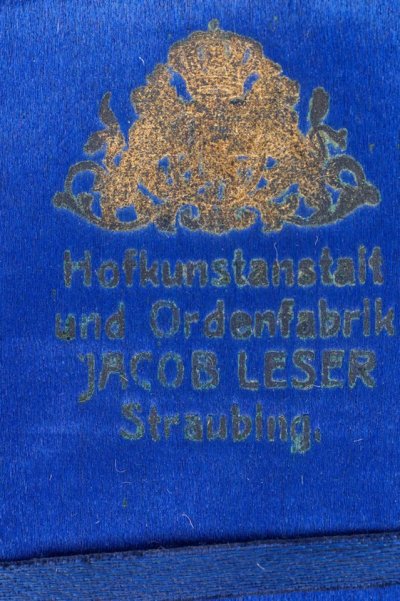 Hofkunstanstalt
und Ordenfabrik
JACOB LESER
Straubing.